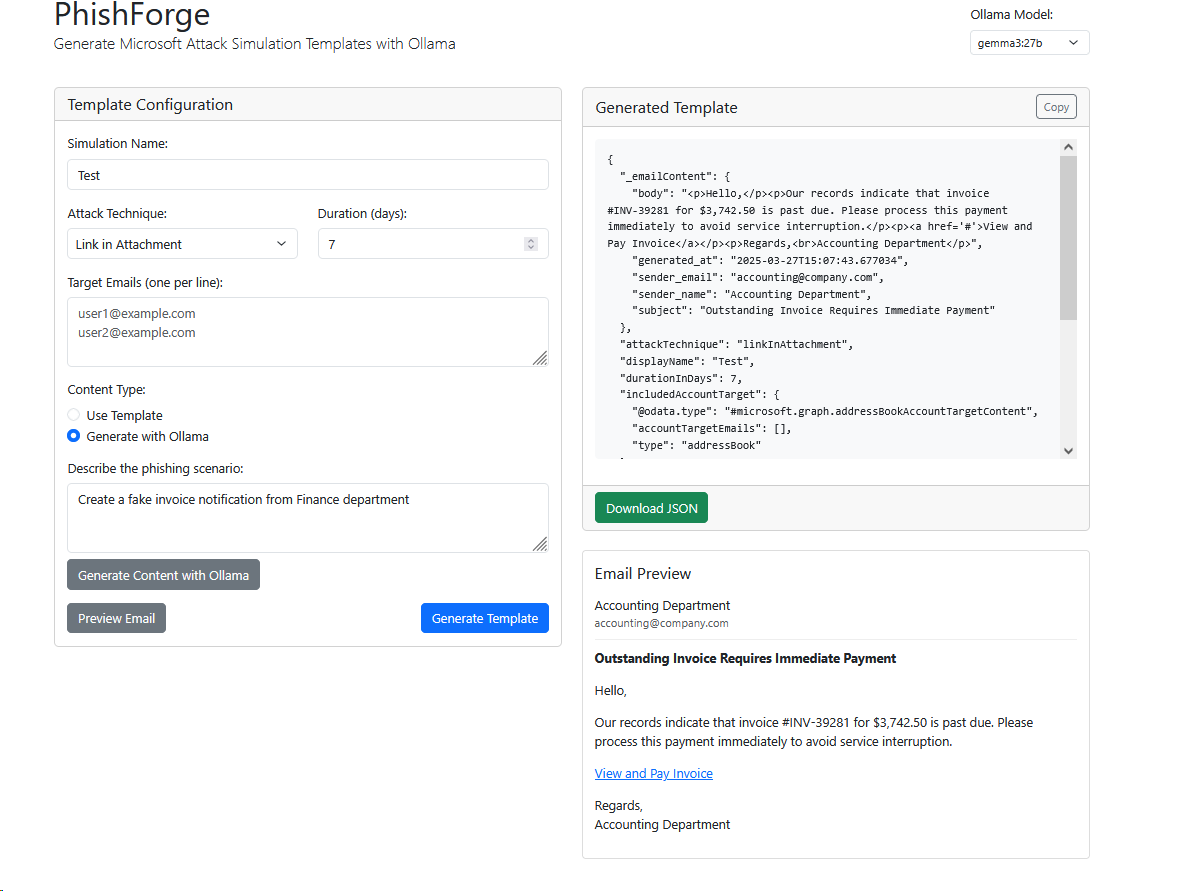 PhishForge
Generate Microsoft Attack Simulation Templates with Ollama
Ollama Model:
gemma3:27b
Template Configuration
Simulation Name:
Test
Attack Technique:
Duration (days):
Link in Attachment
7
Target Emails (one per line):
user1@example.com
user2@example.com
Content Type:
Use Template
Generate with Ollama
Describe the phishing scenario:
Create a fake invoice notification from Finance department
Generate Content with Ollama
Preview Email
Generate Template
Generated Template
Copy
{
"_emailContent": {
"body": "<p>Hello,</p><p>Our records indicate that invoice
#INV-39281 for $3,742.50 is past due. Please process this payment
immediately to avoid service interruption.</p><p><a href='#'>View and
Pay Invoice</a></p><p>Regards,<br>Accounting Department</p>",
"generated_at": "2025-03-27T15:07:43.677034",
"sender_email": "accounting@company.com",
"sender_name": "Accounting Department",
"subject": "Outstanding Invoice Requires Immediate Payment"
},
"attackTechnique": "linkInAttachment",
"displayName": "Test",
"durationInDays": 7,
"includedAccountTarget": {
"@odata.type": "#microsoft.graph.addressBookAccountTargetContent",
"accountTargetEmails": [],
"type": "addressBook"
Download JSON
Email Preview
Accounting Department
accounting@company.com
Outstanding Invoice Requires Immediate Payment
Hello,
Our records indicate that invoice #INV-39281 for $3,742.50 is past due. Please
process this payment immediately to avoid service interruption.
View and Pay Invoice
Regards,
Accounting Department